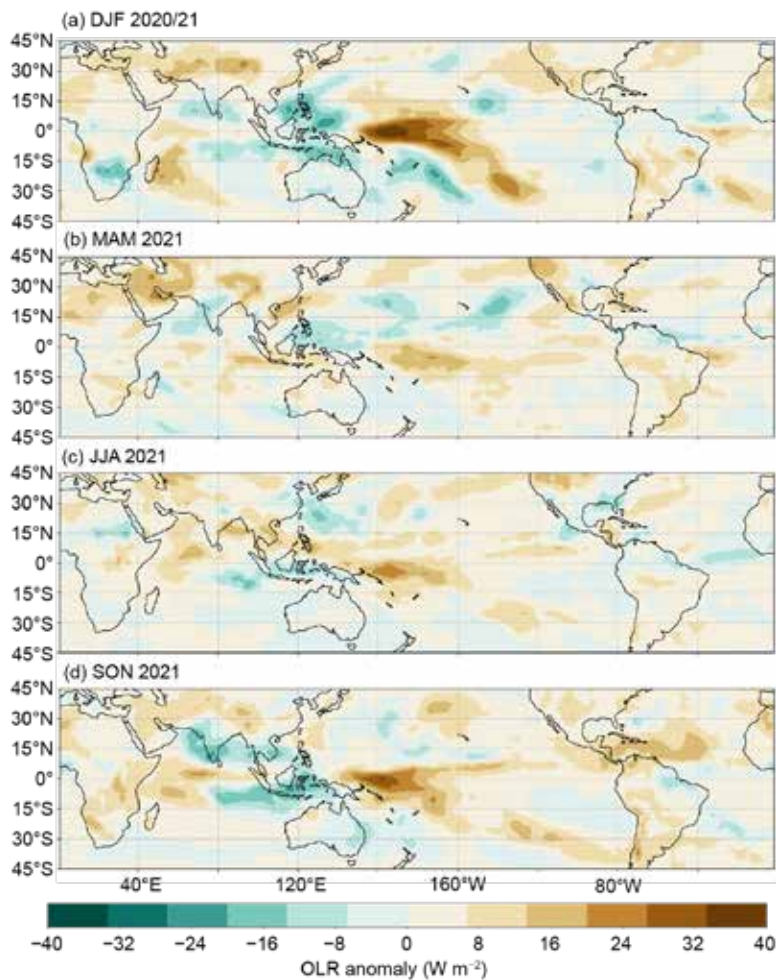 (a) DJF 2020/21
45°N
30°N
15°N
0°
15°S
30°S
45°S
(b) MAM 2021
45°N
30°N
15°N
0°
15°S
30°S
45°S
(c) JJA 2021
45°N
30°N
15°N
0°
15°S
30°S
45°S
(d) SON 2021
45°N
30°N
15°N
0°
15°S
30°S
45°S
40°E 120°E 160°W 80°W
−40 −32 −24 −16 −8 0 8 16 24 32 40
OLR anomaly (W m⁻²)